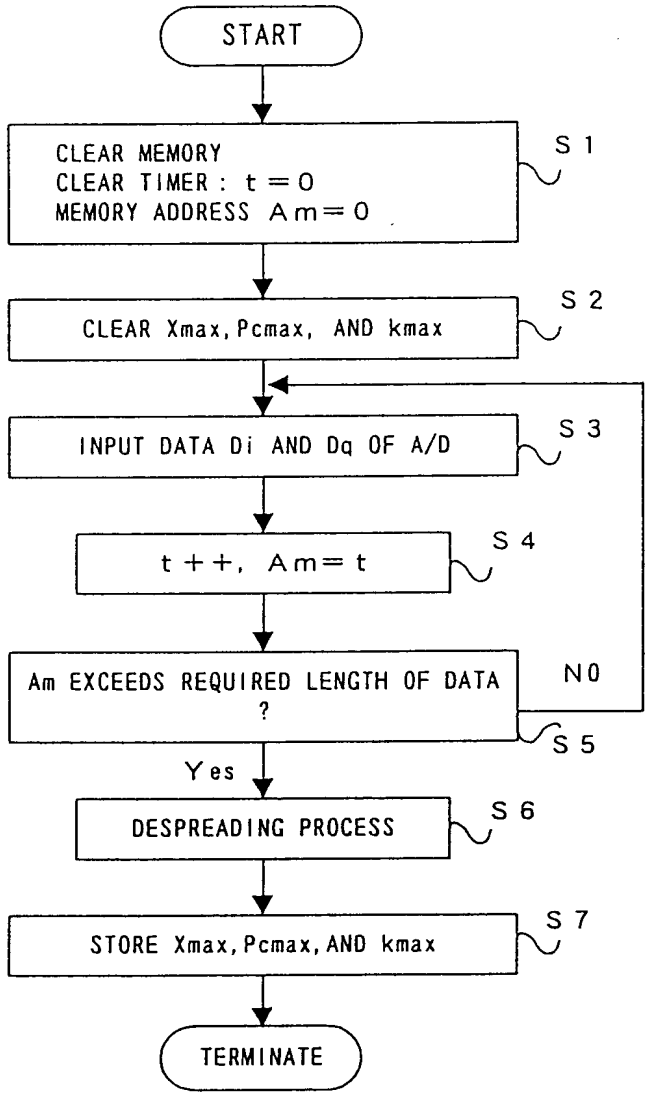 START
S 1
CLEAR MEMORY
CLEAR TIMER : t = 0
MEMORY ADDRESS Am = 0
S 2
CLEAR Xmax, Pcmax, AND kmax
S 3
INPUT DATA Di AND Dq OF A/D
S 4
t ++, Am = t
Am EXCEEDS REQUIRED LENGTH OF DATA
?
NO
S 5
Yes
S 6
DESPREADING PROCESS
S 7
STORE Xmax, Pcmax, AND kmax
TERMINATE